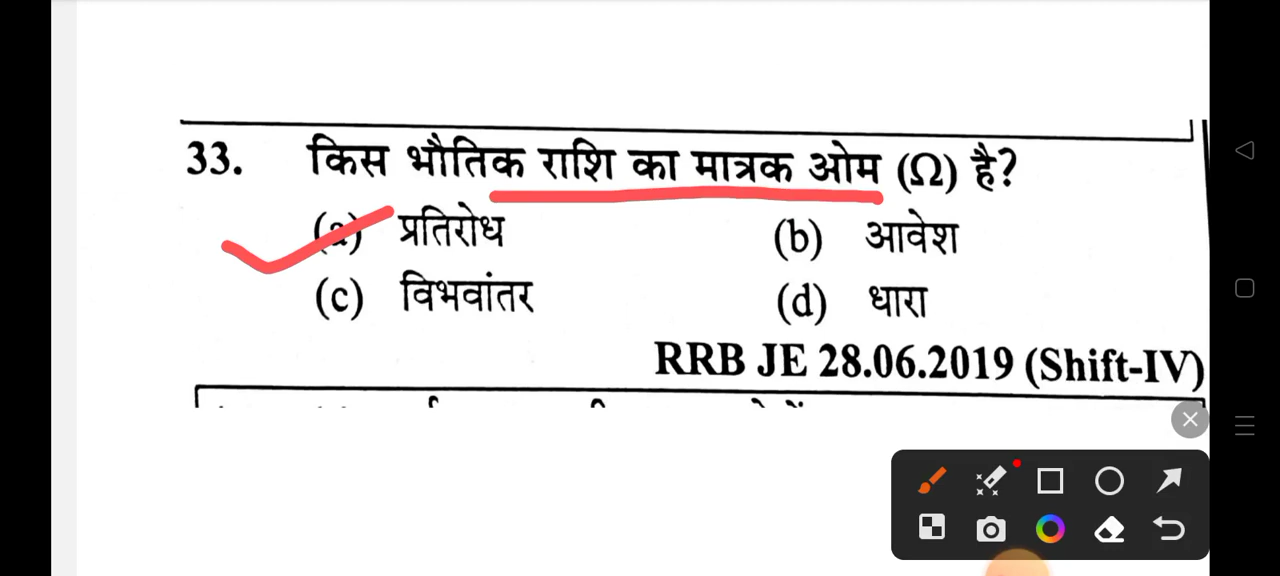 33. किस भौतिक राशि का मात्रक ओम (Ω) है?
(a) प्रतिरोध (b) आवेश
(c) विभवांतर (d) धारा
RRB JE 28.06.2019 (Shift-IV)